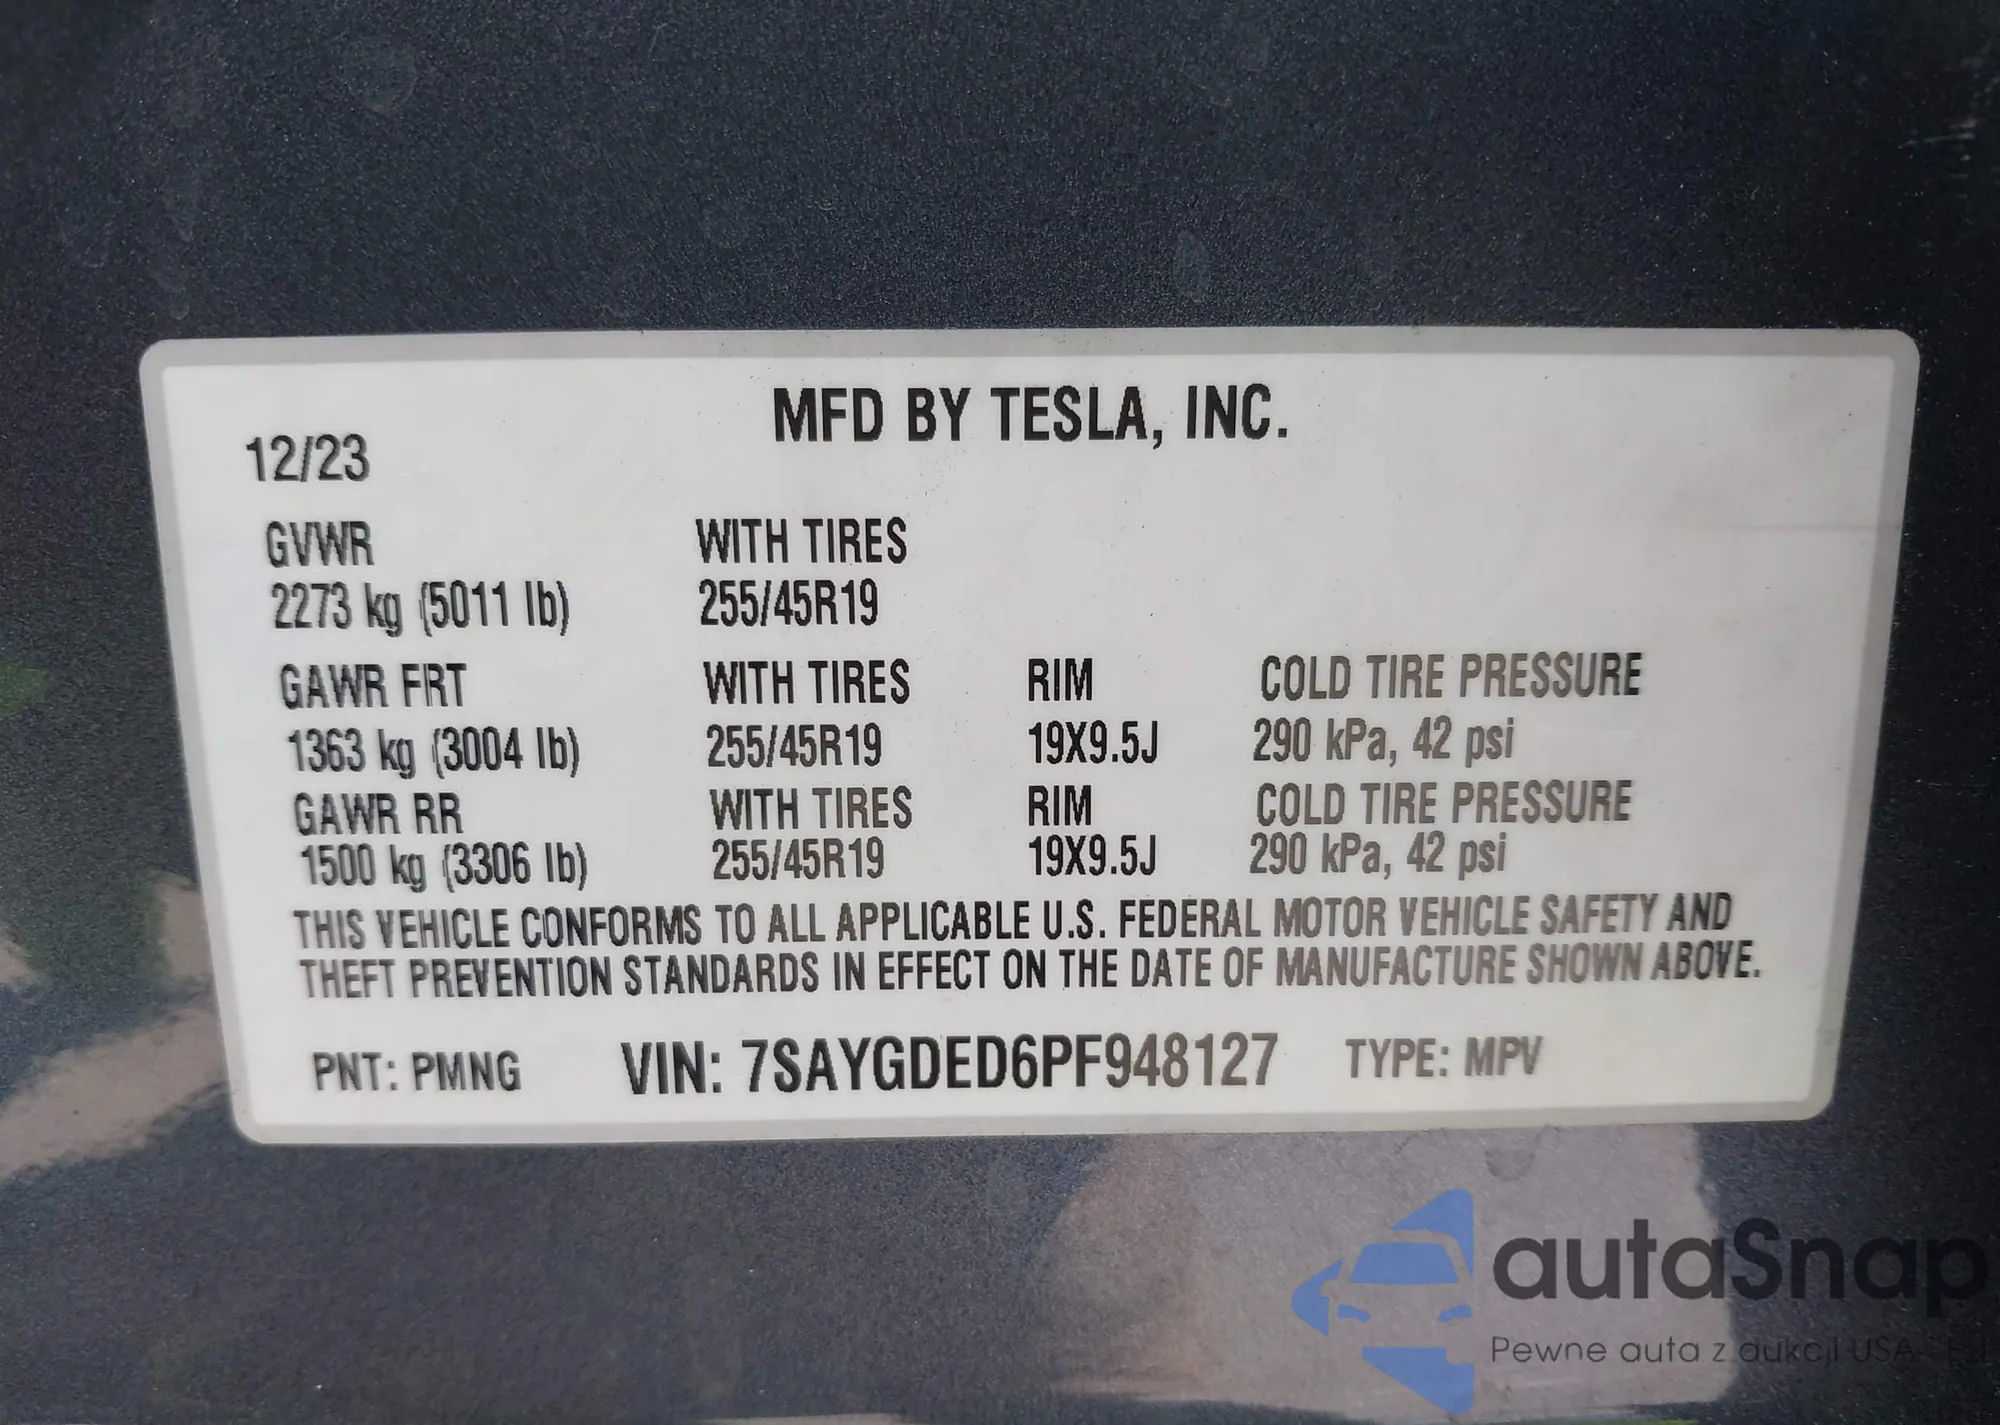 MFD BY TESLA, INC.
12/23
GVWR WITH TIRES
2273 kg (5011 lb) 255/45R19
GAWR FRT WITH TIRES RIM COLD TIRE PRESSURE
1363 kg (3004 lb) 255/45R19 19X9.5J 290 kPa, 42 psi
GAWR RR WITH TIRES RIM COLD TIRE PRESSURE
1500 kg (3306 lb) 255/45R19 19X9.5J 290 kPa, 42 psi
THIS VEHICLE CONFORMS TO ALL APPLICABLE U.S. FEDERAL MOTOR VEHICLE SAFETY AND
THEFT PREVENTION STANDARDS IN EFFECT ON THE DATE OF MANUFACTURE SHOWN ABOVE.
PNT: PMNG VIN: 7SAYGDED6PF948127 TYPE: MPV
autaSnap
Pewne auta z aukcji USA